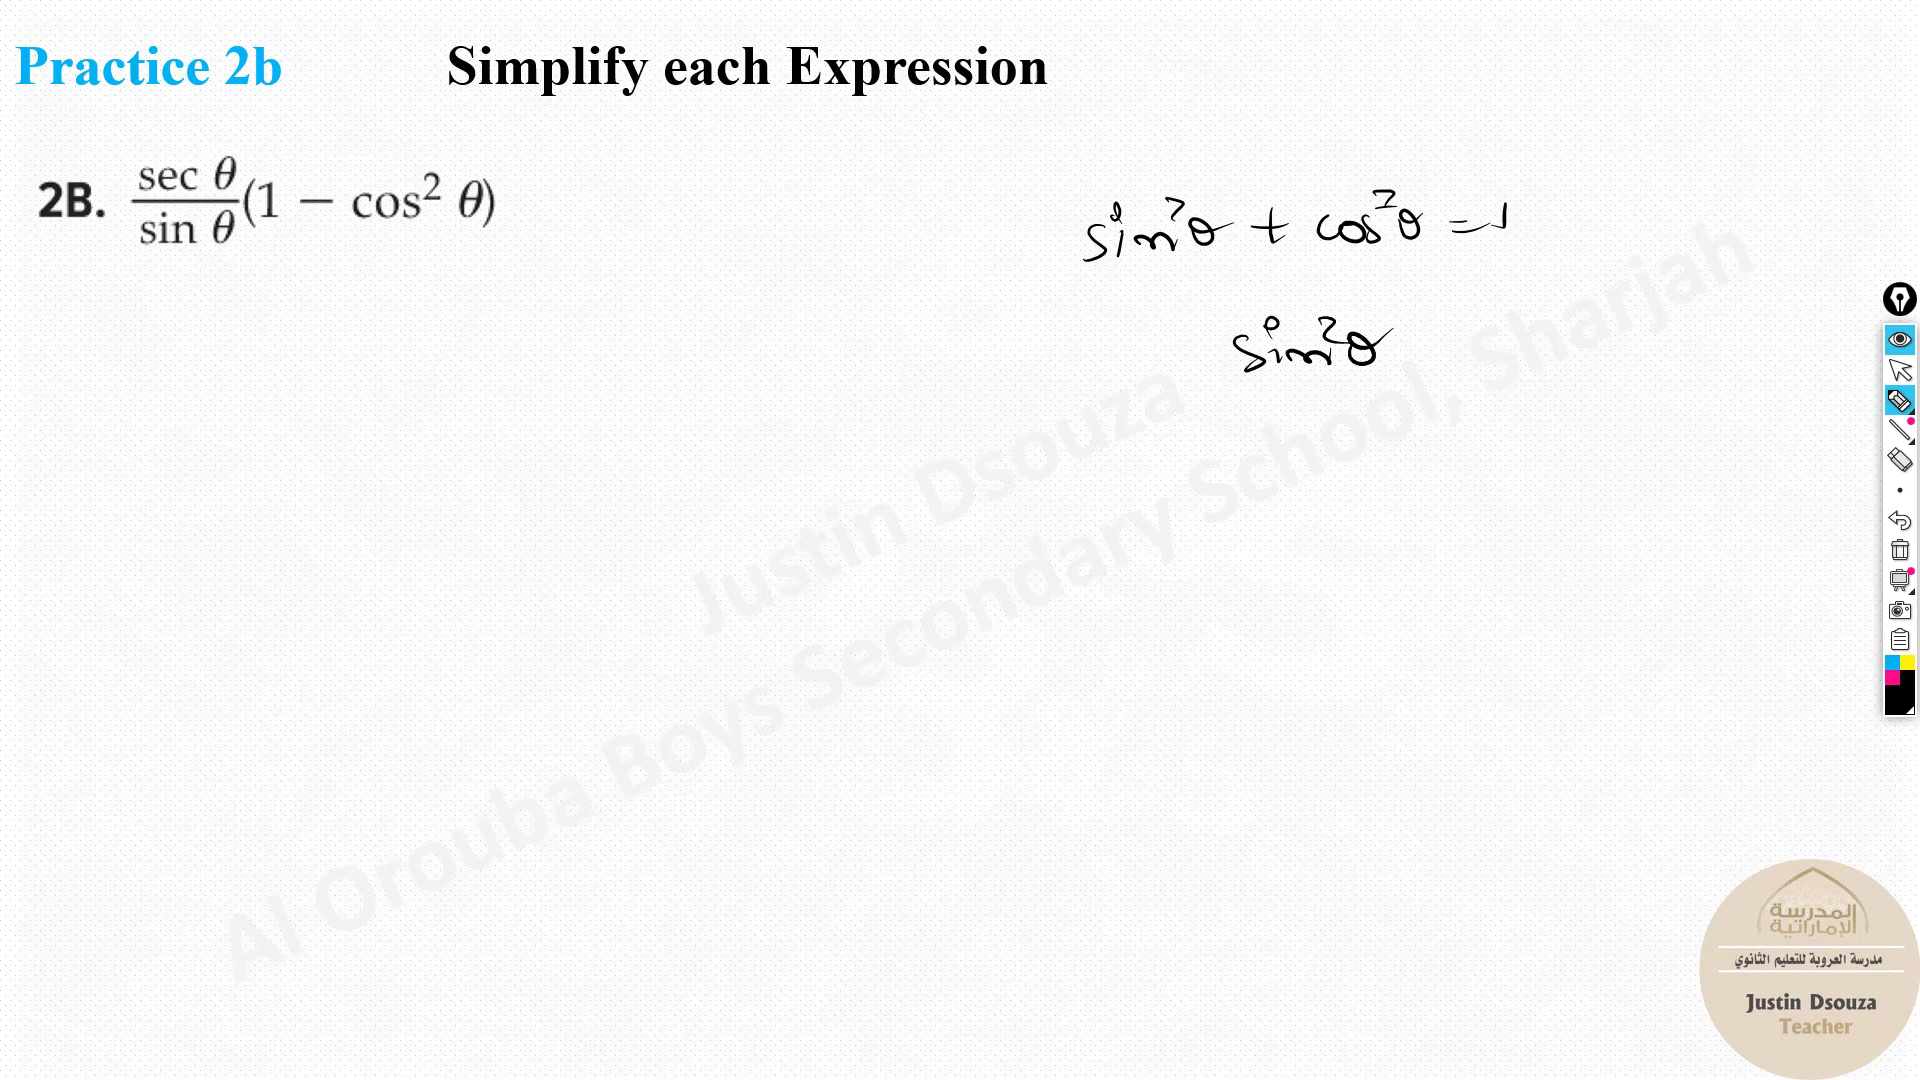 Practice 2b Simplify each Expression
2B. sec θ / sin θ (1 − cos² θ)
sin²θ + cos²θ = 1
sin²θ
Justin Dsouza
Al Orouba Boys Secondary School, Sharjah
المدرسة
الإماراتية
مدرسة العروبة للتعليم الثانوي
Justin Dsouza
Teacher